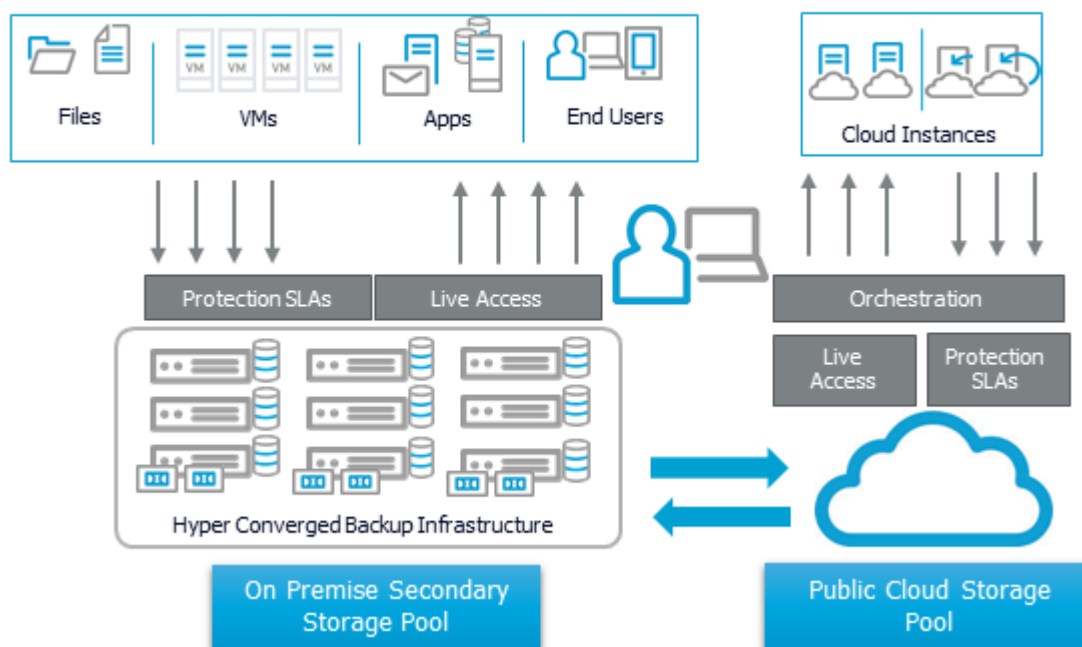 Files
VM VM VM VM
VMs
Apps
End Users
Cloud Instances
Protection SLAs
Live Access
Orchestration
Live
Access
Protection
SLAs
Hyper Converged Backup Infrastructure
On Premise Secondary
Storage Pool
Public Cloud Storage
Pool